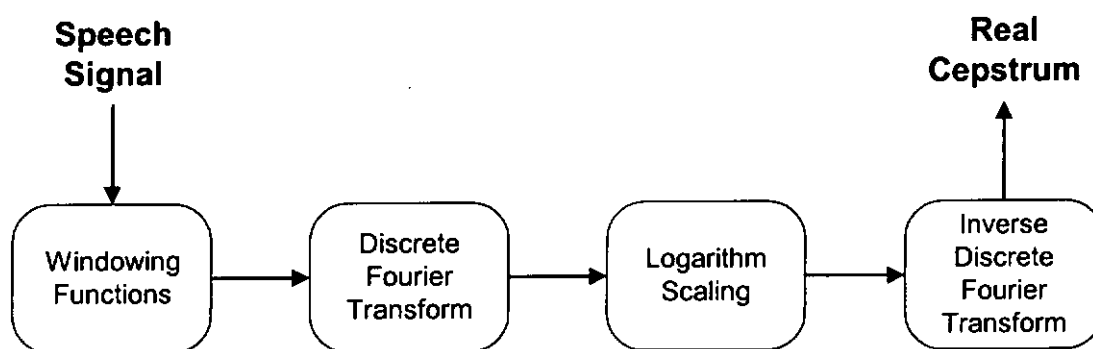 Speech
Signal
Real
Cepstrum
Windowing
Functions
Discrete
Fourier
Transform
Logarithm
Scaling
Inverse
Discrete
Fourier
Transform